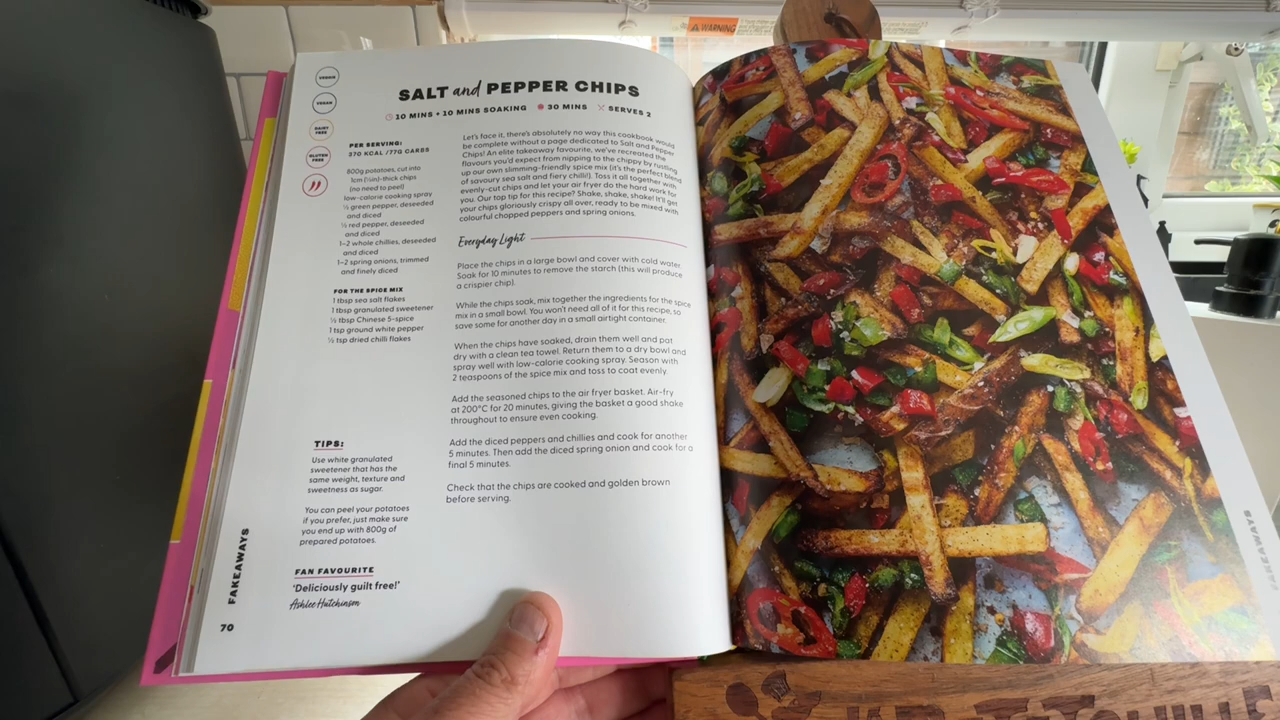 WARNING
VEGGIE
VEGAN
DAIRY
FREE
GLUTEN
FREE
SALT and PEPPER CHIPS
10 MINS + 10 MINS SOAKING 30 MINS SERVES 2
PER SERVING:
370 KCAL /77G CARBS
800g potatoes, cut into
1cm (½in)-thick chips
(no need to peel)
low-calorie cooking spray
½ green pepper, deseeded
and diced
½ red pepper, deseeded
and diced
1–2 whole chillies, deseeded
and diced
1–2 spring onions, trimmed
and finely diced
FOR THE SPICE MIX
1 tbsp sea salt flakes
1 tbsp granulated sweetener
½ tbsp Chinese 5-spice
1 tsp ground white pepper
½ tsp dried chilli flakes
TIPS:
Use white granulated
sweetener that has the
same weight, texture and
sweetness as sugar.
You can peel your potatoes
if you prefer, just make sure
you end up with 800g of
prepared potatoes.
FAN FAVOURITE
'Deliciously guilt free!'
Ashlee Hutchinson
FAKEAWAYS
70
Let's face it, there's absolutely no way this cookbook would
be complete without a page dedicated to Salt and Pepper
Chips! An elite takeaway favourite, we've recreated the
flavours you'd expect from nipping to the chippy by rustling
up our own slimming-friendly spice mix (it's the perfect blend
of savoury sea salt and fiery chilli!). Toss it all together with
evenly-cut chips and let your air fryer do the hard work for
you. Our top tip for this recipe? Shake, shake, shake! It'll get
your chips gloriously crispy all over, ready to be mixed with
colourful chopped peppers and spring onions.
Everyday Light
Place the chips in a large bowl and cover with cold water.
Soak for 10 minutes to remove the starch (this will produce
a crispier chip).
While the chips soak, mix together the ingredients for the spice
mix in a small bowl. You won't need all of it for this recipe, so
save some for another day in a small airtight container.
When the chips have soaked, drain them well and pat
dry with a clean tea towel. Return them to a dry bowl and
spray well with low-calorie cooking spray. Season with
2 teaspoons of the spice mix and toss to coat evenly.
Add the seasoned chips to the air fryer basket. Air-fry
at 200°C for 20 minutes, giving the basket a good shake
throughout to ensure even cooking.
Add the diced peppers and chillies and cook for another
5 minutes. Then add the diced spring onion and cook for a
final 5 minutes.
Check that the chips are cooked and golden brown
before serving.
FAKEAWAYS